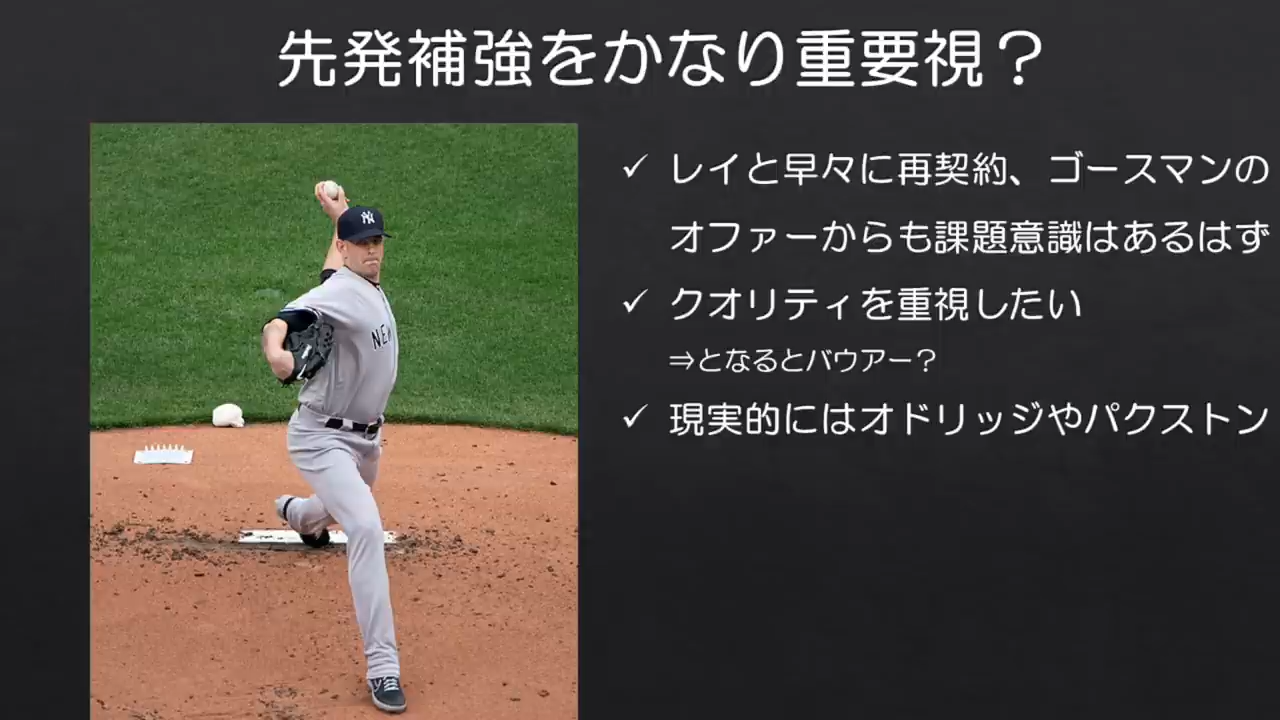 先発補強をかなり重要視？
✓ レイと早々に再契約、ゴースマンの
オファーからも課題意識はあるはず
✓ クオリティを重視したい
⇒となるとバウアー？
✓ 現実的にはオドリッジやパクストン
NY
NE